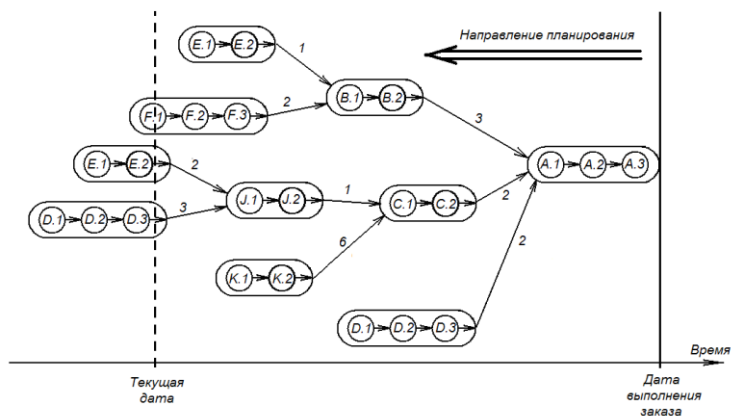 Направление планирования
E.1 E.2 1
F.1 F.2 F.3 2
B.1 B.2 3
E.1 E.2 2
A.1 A.2 A.3
D.1 D.2 D.3 3
J.1 J.2 1
C.1 C.2 2
K.1 K.2 6
D.1 D.2 D.3 2
Время
Текущая
дата
Дата
выполнения
заказа